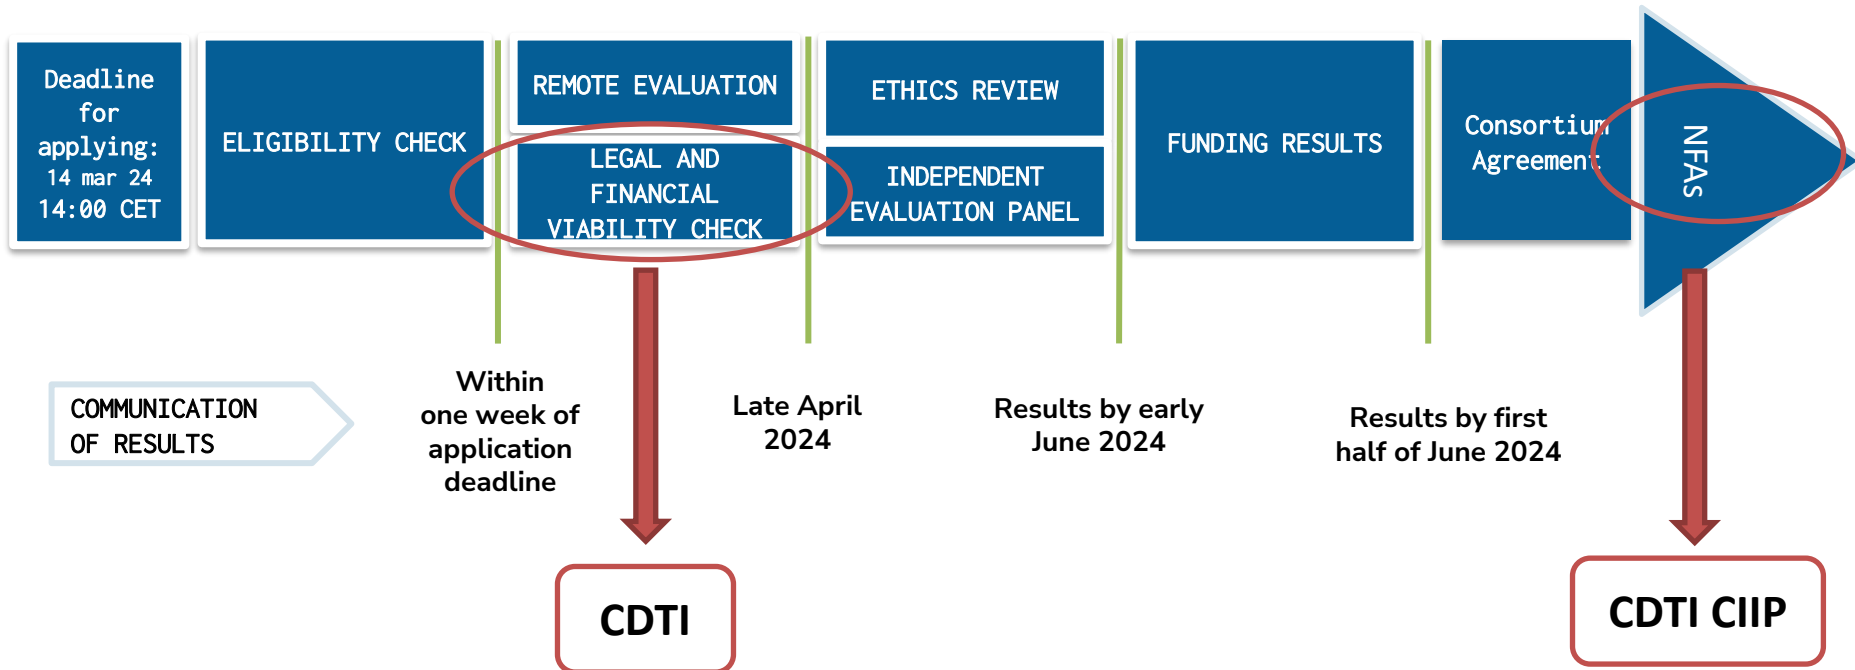 Deadline
for
applying:
14 mar 24
14:00 CET
ELIGIBILITY CHECK
REMOTE EVALUATION
LEGAL AND
FINANCIAL
VIABILITY CHECK
ETHICS REVIEW
INDEPENDENT
EVALUATION PANEL
FUNDING RESULTS
Consortium
Agreement
NFAs
COMMUNICATION
OF RESULTS
Within
one week of
application
deadline
Late April
2024
Results by early
June 2024
Results by first
half of June 2024
CDTI
CDTI CIIP